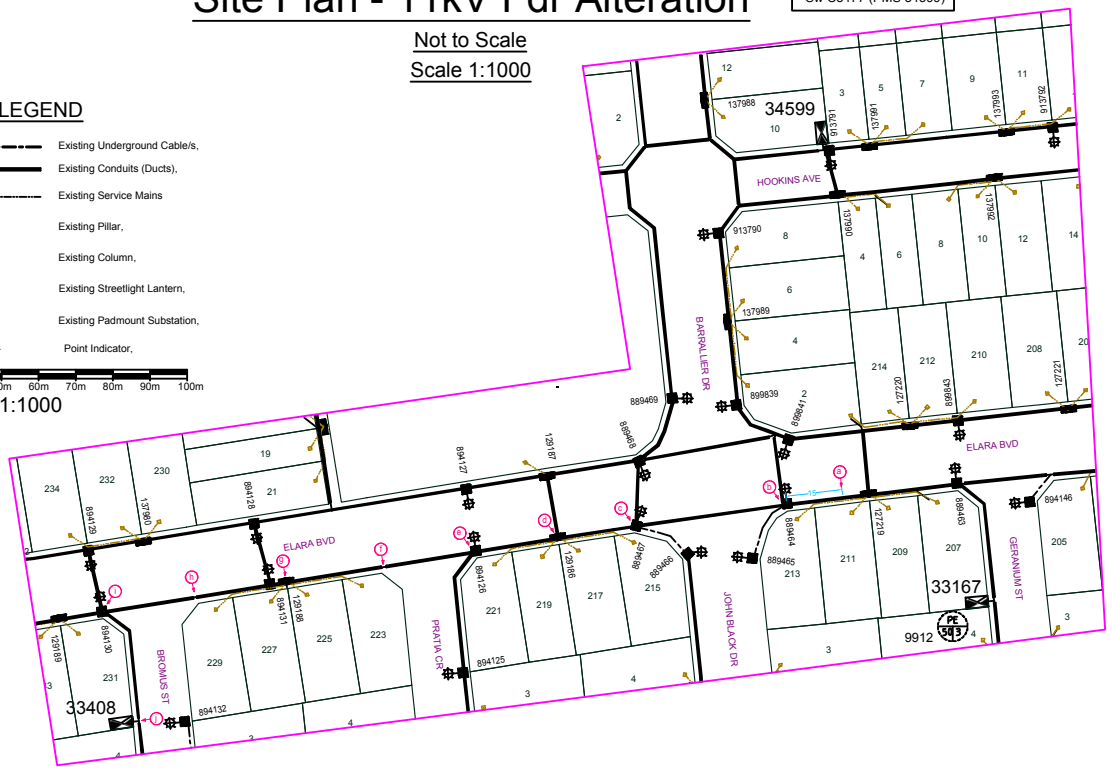 Site Plan - 11kV Fdr Alteration
Not to Scale
Scale 1:1000
LEGEND
Existing Underground Cable/s,
Existing Conduits (Ducts),
Existing Service Mains
Existing Pillar,
Existing Column,
Existing Streetlight Lantern,
Existing Padmount Substation,
Point Indicator,
60m 70m 80m 90m 100m
1:1000
12
137988
34599
10
2
913791
3
5
7
9
11
137991
137993
913792
HOOKINS AVE
913790
8
137990
4
6
8
10
12
14
137992
6
137989
4
BARRALLIER DR
889469
899839
2
899841
214
212
210
208
20
127220
899843
127221
ELARA BVD
19
21
234
232
230
894129
137980
894128
894127
129187
889468
ELARA BVD
a
b
c
d
e
f
g
h
i
j
15
889464
889465
127219
889463
894146
213
211
209
207
205
GERANIUM ST
33167
PE
50 3
9912
4
3
3
889467
889466
129186
894126
221
219
217
215
JOHN BLACK DR
PRATIA CR
894125
3
4
894131
129188
229
227
225
223
894130
129189
231
BROMUS ST
33408
894132
3
4
4